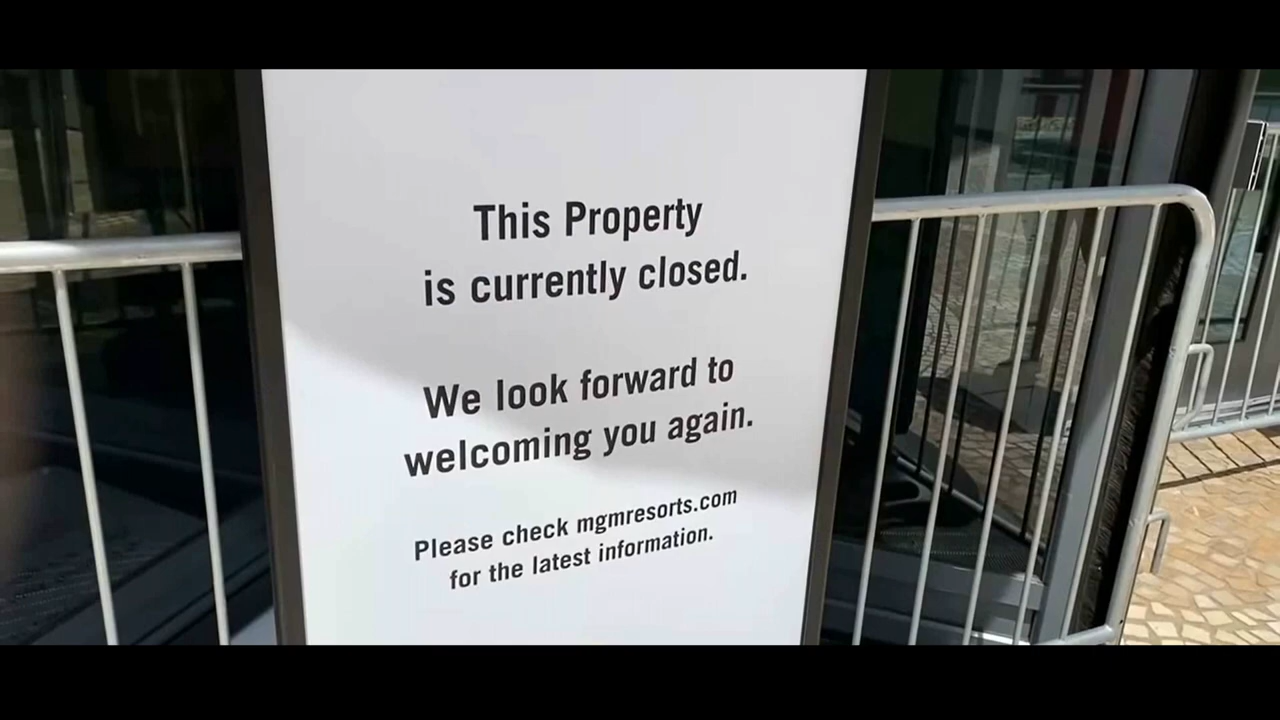 This Property
is currently closed.
We look forward to
welcoming you again.
Please check mgmresorts.com
for the latest information.